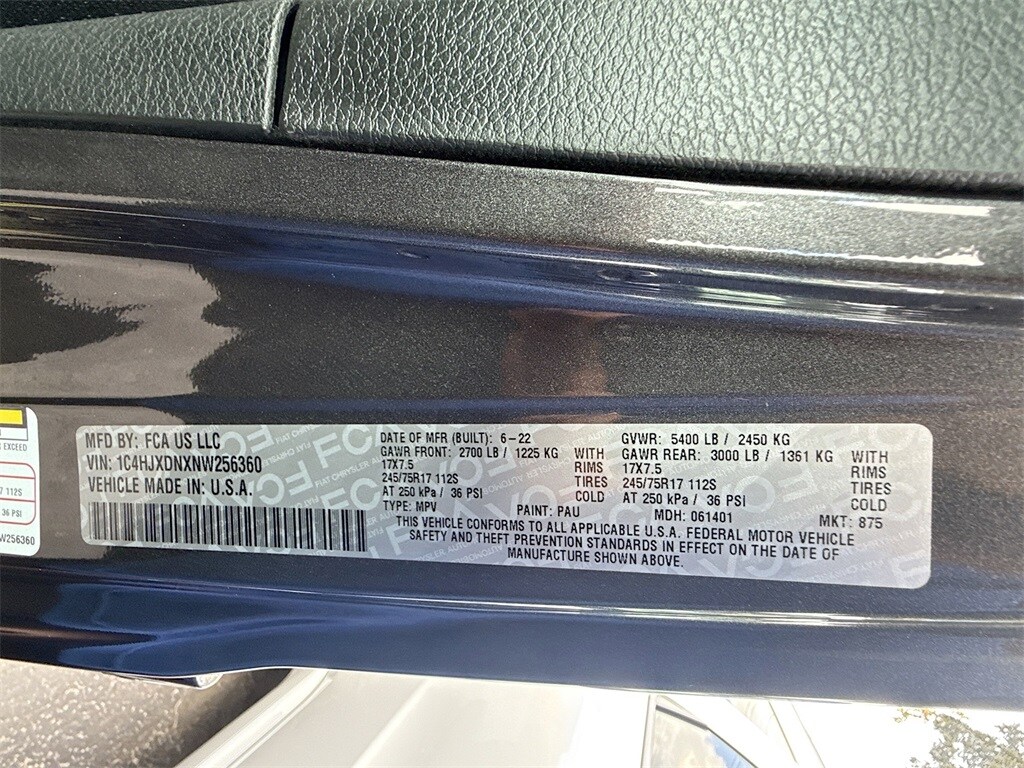 EXCEED
17 112S
36 PSI
W256360
MFD BY: FCA US LLC
VIN: 1C4HJXDNXNW256360
VEHICLE MADE IN: U.S.A.
DATE OF MFR (BUILT): 6-22
GAWR FRONT: 2700 LB / 1225 KG WITH
17X7.5 RIMS
245/75R17 112S TIRES
AT 250 kPa / 36 PSI COLD
TYPE: MPV
GVWR: 5400 LB / 2450 KG
GAWR REAR: 3000 LB / 1361 KG WITH
17X7.5 RIMS
245/75R17 112S TIRES
AT 250 kPa / 36 PSI COLD
PAINT: PAU MDH: 061401 MKT: 875
THIS VEHICLE CONFORMS TO ALL APPLICABLE U.S.A. FEDERAL MOTOR VEHICLE
SAFETY AND THEFT PREVENTION STANDARDS IN EFFECT ON THE DATE OF
MANUFACTURE SHOWN ABOVE.